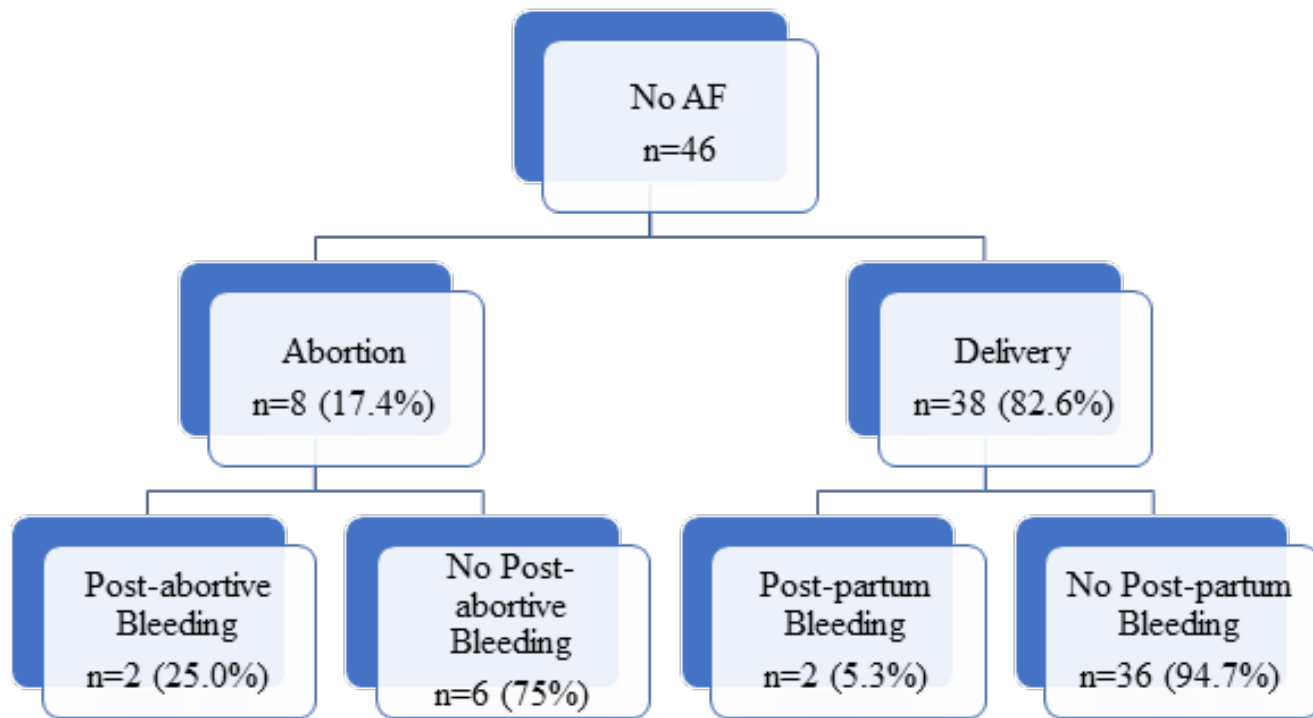 No AF
n=46
Abortion
n=8 (17.4%)
Delivery
n=38 (82.6%)
Post-abortive
Bleeding
n=2 (25.0%)
No Post-
abortive
Bleeding
n=6 (75%)
Post-partum
Bleeding
n=2 (5.3%)
No Post-partum
Bleeding
n=36 (94.7%)